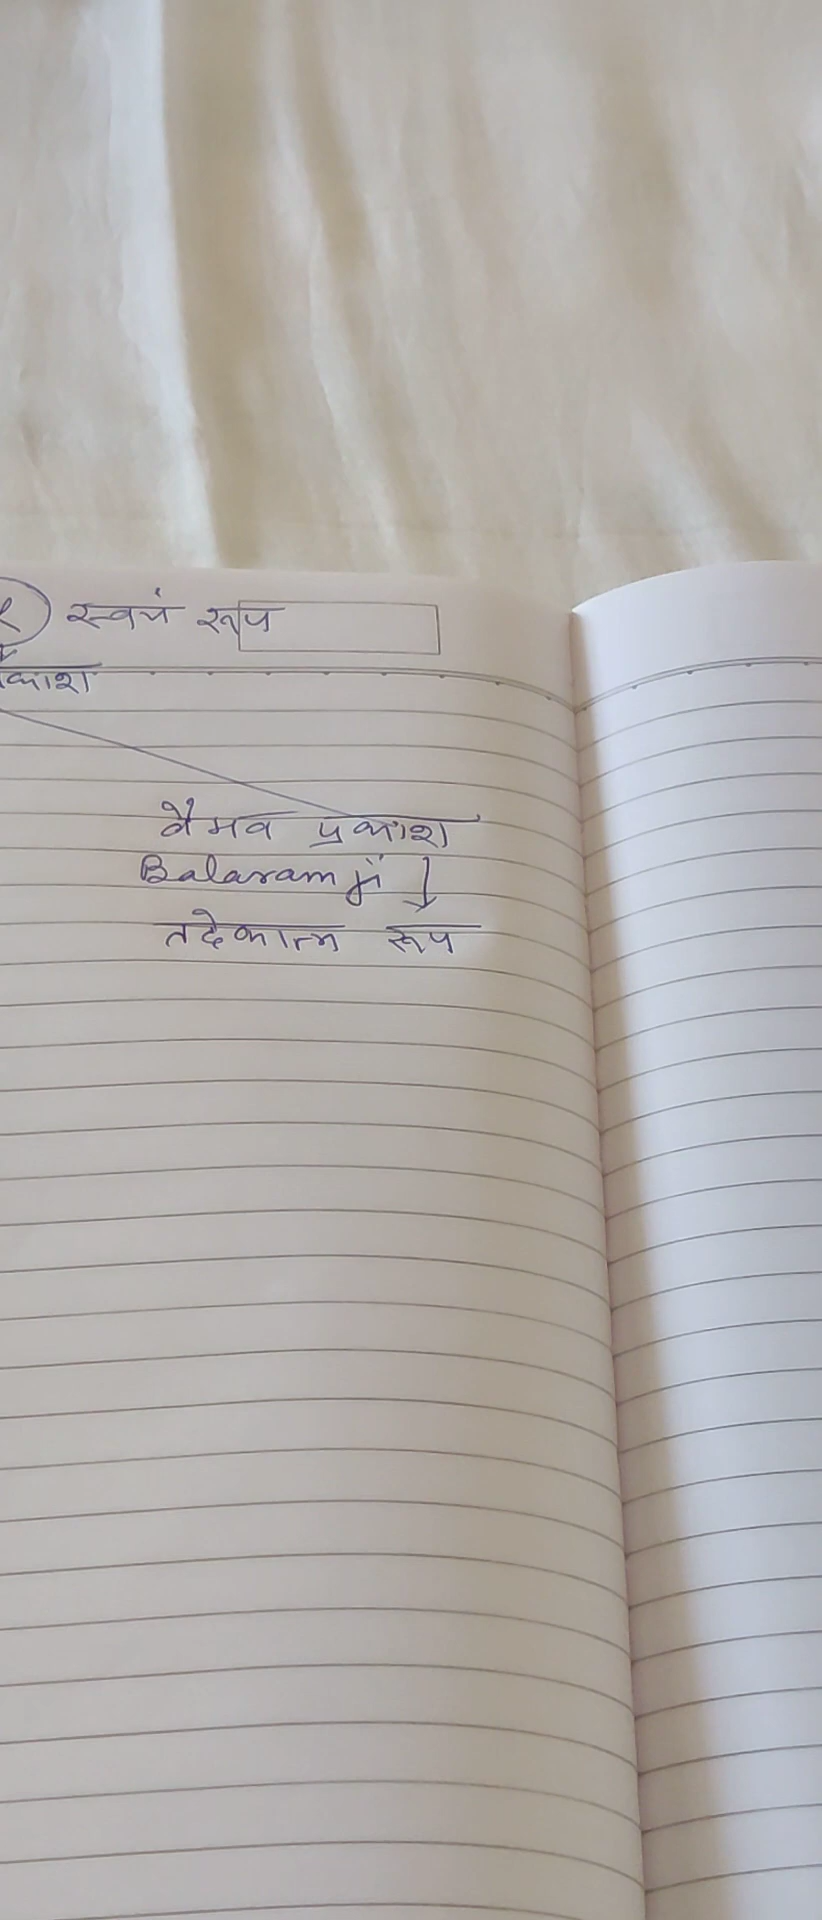 स्वयं रूप
काश
वैभव प्रकाश
Balaram ji
तदेकात्म रूप